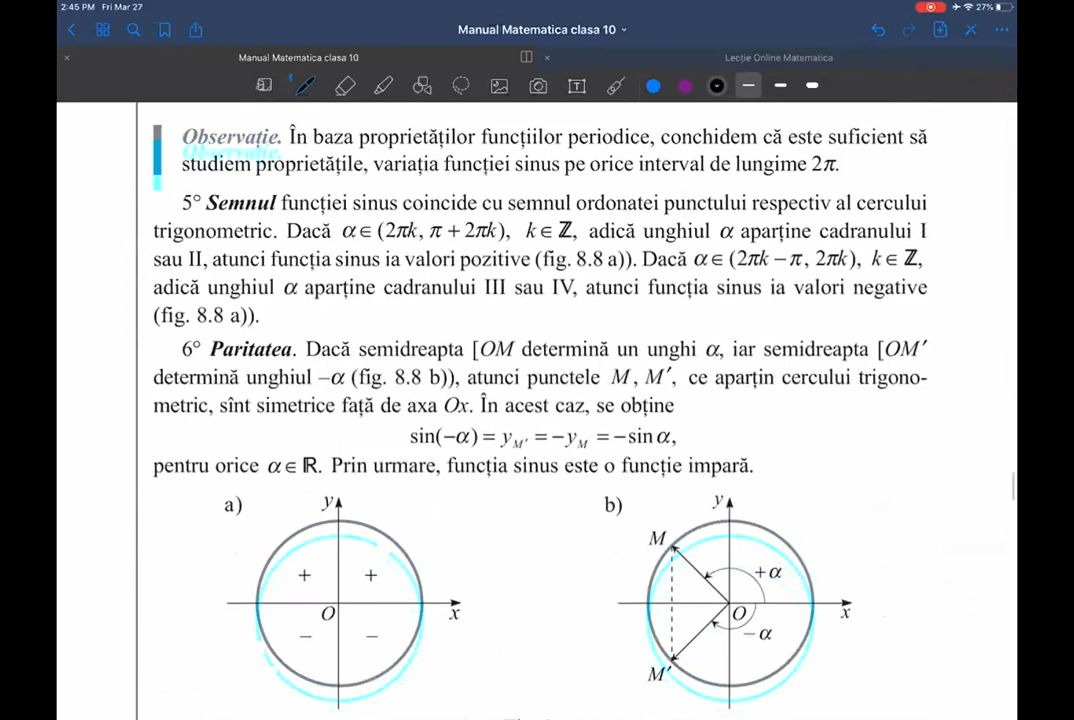 2:45 PM Fri Mar 27
27%
Manual Matematica clasa 10
Manual Matematica clasa 10
Lecție Online Matematica
Observație. În baza proprietăților funcțiilor periodice, conchidem că este suficient să
studiem proprietățile, variația funcției sinus pe orice interval de lungime 2π.
5° Semnul funcției sinus coincide cu semnul ordonatei punctului respectiv al cercului
trigonometric. Dacă α∈(2πk, π + 2πk), k∈ℤ, adică unghiul α aparține cadranului I
sau II, atunci funcția sinus ia valori pozitive (fig. 8.8 a)). Dacă α∈(2πk − π, 2πk), k∈ℤ,
adică unghiul α aparține cadranului III sau IV, atunci funcția sinus ia valori negative
(fig. 8.8 a)).
6° Paritatea. Dacă semidreapta [OM determină un unghi α, iar semidreapta [OM′
determină unghiul −α (fig. 8.8 b)), atunci punctele M, M′, ce aparțin cercului trigono-
metric, sînt simetrice față de axa Ox. În acest caz, se obține
sin(−α) = y_M′ = −y_M = −sin α,
pentru orice α∈ℝ. Prin urmare, funcția sinus este o funcție impară.
a)
y
+ +
O
x
− −
b)
y
M
+α
O
x
−α
M′